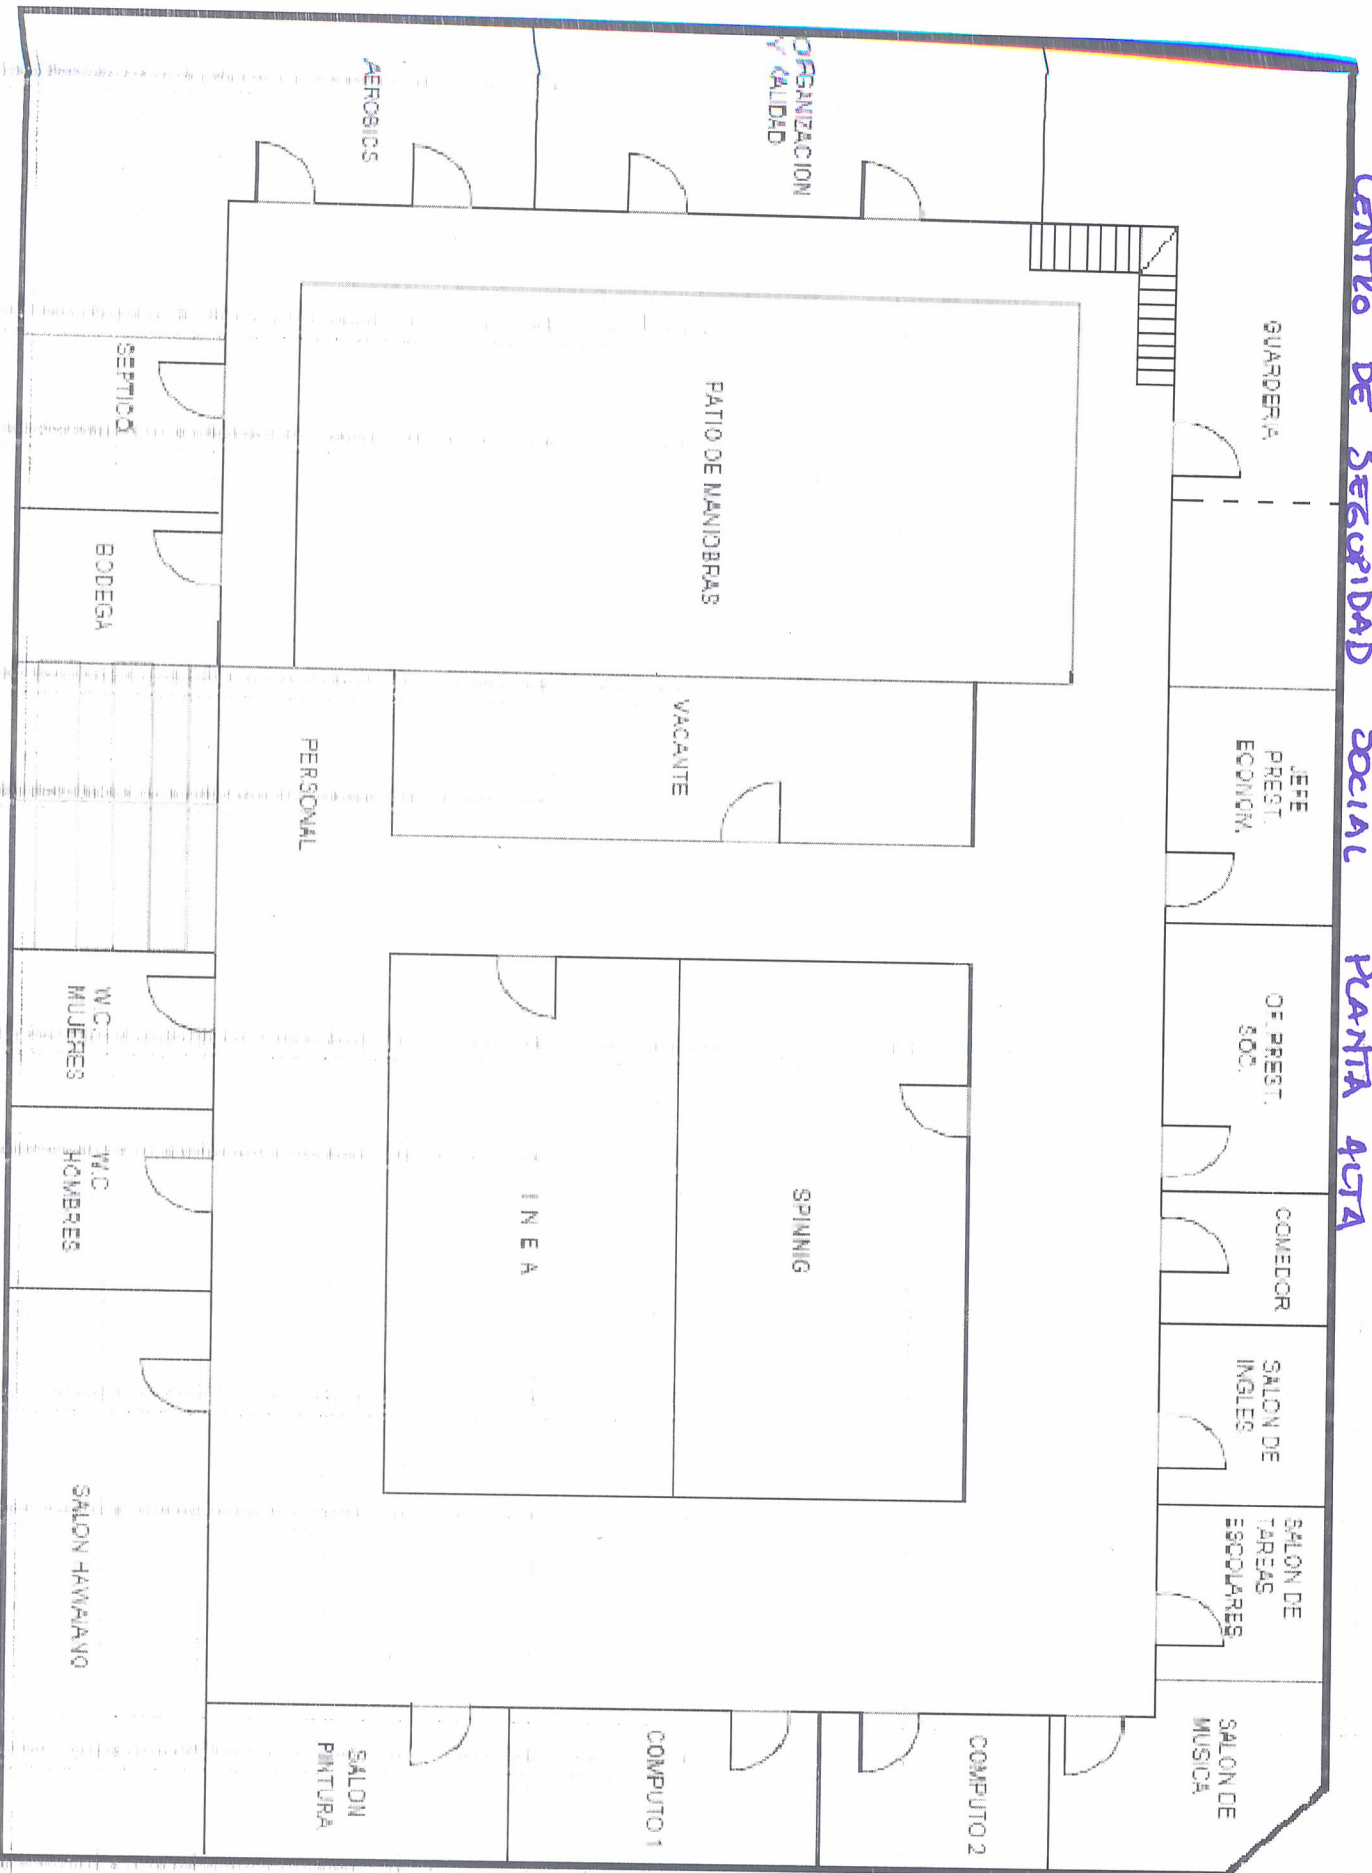 CENTRO DE SEGURIDAD SOCIAL PLANTA ALTA
GUARDERIA
JEFE
PREST.
ECONOM.
OF. PREST.
SOC.
COMEDOR
SALON DE
INGLES
SALON DE
TAREAS
ESCOLARES
SALON DE
MUSICA
ORGANIZACION
Y CALIDAD
PATIO DE MANIOBRAS
VACANTE
SPINNIG
COMPUTO 2
COMPUTO 1
AEROBICS
PERSONAL
I N E A
SALON
PINTURA
SEPTICO
BODEGA
W.C.
MUJERES
W.C
HOMBRES
SALON HAWAIANO